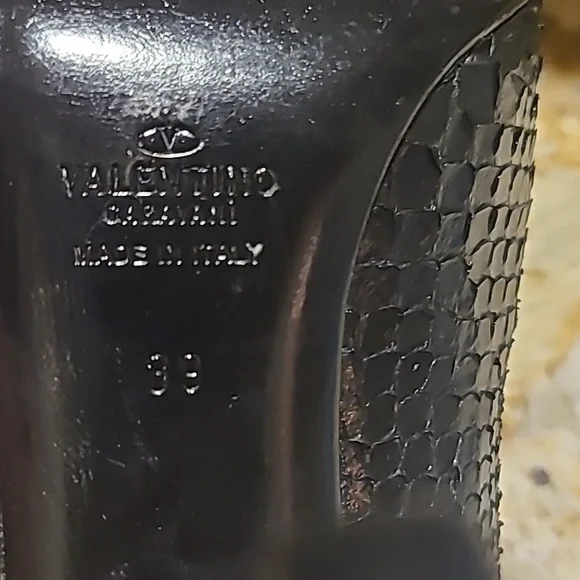 V
VALENTINO
GARAVANI
MADE IN ITALY
39